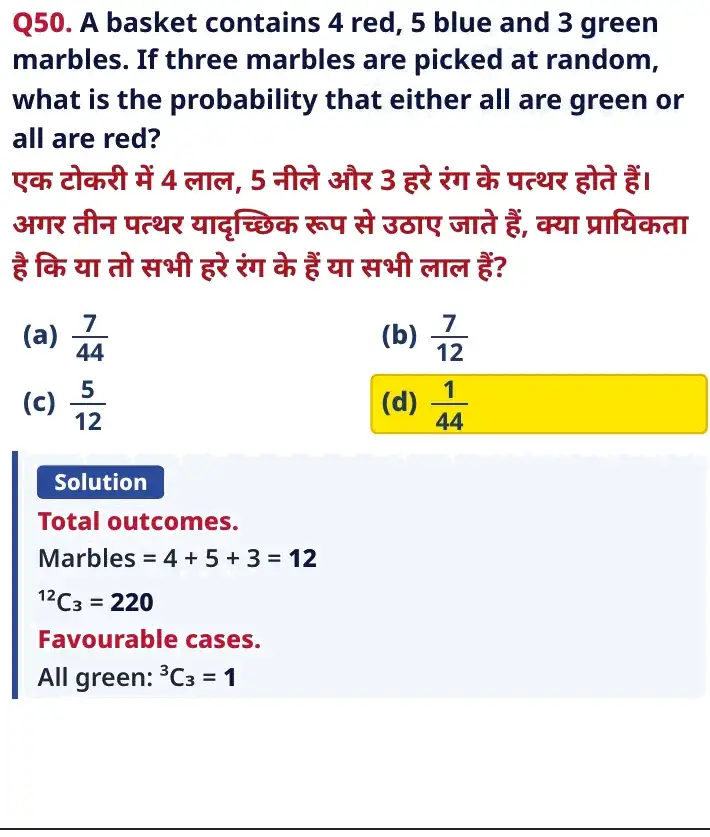 Q50. A basket contains 4 red, 5 blue and 3 green
marbles. If three marbles are picked at random,
what is the probability that either all are green or
all are red?
एक टोकरी में 4 लाल, 5 नीले और 3 हरे रंग के पत्थर होते हैं।
अगर तीन पत्थर यादृच्छिक रूप से उठाए जाते हैं, क्या प्रायिकता
है कि या तो सभी हरे रंग के हैं या सभी लाल हैं?
(a) 7/44 (b) 7/12
(c) 5/12 (d) 1/44
Solution
Total outcomes.
Marbles = 4 + 5 + 3 = 12
¹²C₃ = 220
Favourable cases.
All green: ³C₃ = 1